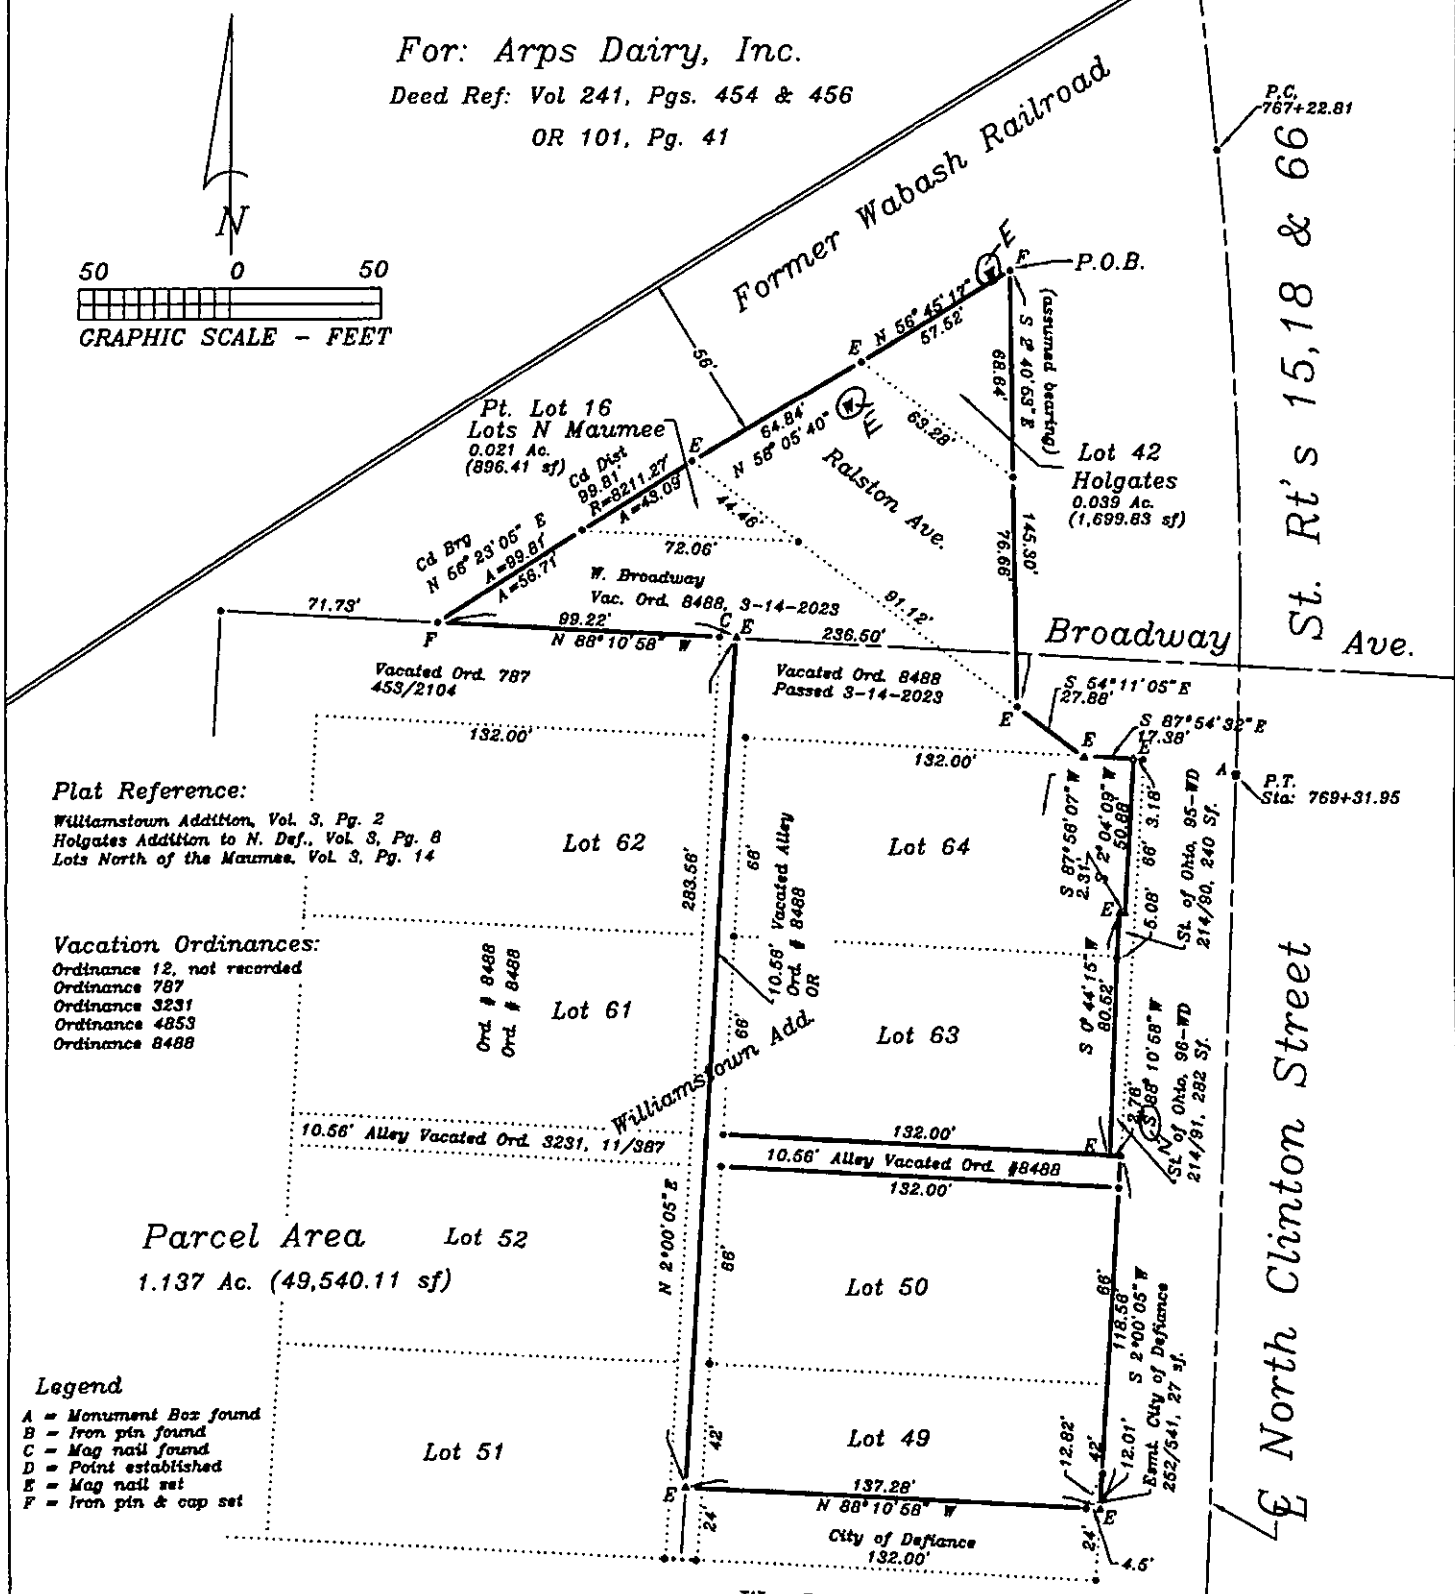 For: Arps Dairy, Inc.
Deed Ref: Vol 241, Pgs. 454 & 456
OR 101, Pg. 41
N
50 0 50
GRAPHIC SCALE - FEET
Former Wabash Railroad
P.C.
767+22.81
St. Rt's 15,18 & 66
E
W
F
P.O.B.
N 56° 45' 17"
57.52'
S 2° 40' 53" E
(assumed bearing)
68.64'
56'
E
64.84'
N 58° 05' 40"
W
E
63.28'
Pt. Lot 16
Lots N Maumee
0.021 Ac.
(896.41 sf)
E
Cd Dist
99.81'
R=8211.27'
A=43.09'
Ralston Ave.
Lot 42
Holgates
0.039 Ac.
(1,699.83 sf)
145.30'
76.66'
44.46'
72.06'
Cd Brg
N 56° 23' 05" E
A=99.81'
A=56.71'
W. Broadway
Vac. Ord. 8488, 3-14-2023
91.12'
71.73'
F
99.22'
N 88° 10' 58" W
C
E
236.50'
Broadway Ave.
Vacated Ord. 787
453/2104
Vacated Ord. 8488
Passed 3-14-2023
S 54° 11' 05" E
27.88'
E
S 87° 54' 32" E
17.38'
E
E
132.00'
132.00'
A
P.T.
Sta: 769+31.95
Plat Reference:
Williamstown Addition, Vol. 3, Pg. 2
Holgates Addition to N. Def., Vol. 3, Pg. 8
Lots North of the Maumee, Vol. 3, Pg. 14
Lot 62
Lot 64
283.56'
66'
10.56' Vacated Alley
Ord. # 8488
OR
S 87° 56' 07" W
2.31'
S 2° 04' 09" W
50.88'
3.18'
66'
E
5.08'
St. of Ohio, 95-WD
214/90, 240 Sf.
Vacation Ordinances:
Ordinance 12, not recorded
Ordinance 787
Ordinance 3231
Ordinance 4853
Ordinance 8488
Ord. # 8488
Ord. # 8488
Lot 61
Lot 63
66'
Williamstown Add.
S 0° 44' 15" W
80.52'
2.76'
S 88° 10' 58" W
N
St. of Ohio, 96-WD
214/91, 282 Sf.
10.56' Alley Vacated Ord. 3231, 11/387
132.00'
E
10.56' Alley Vacated Ord. #8488
132.00'
N 2° 00' 05" E
Parcel Area
1.137 Ac. (49,540.11 sf)
Lot 52
66'
Lot 50
66'
118.56'
S 2° 00' 05" W
Esmt. City of Defiance
252/541, 27 sf.
North Clinton Street
Legend
A = Monument Box found
B = Iron pin found
C = Mag nail found
D = Point established
E = Mag nail set
F = Iron pin & cap set
Lot 51
42'
Lot 49
12.82'
42'
12.01'
E
137.28'
N 88° 10' 58" W
E
24'
City of Defiance
132.00'
24'
4.5'